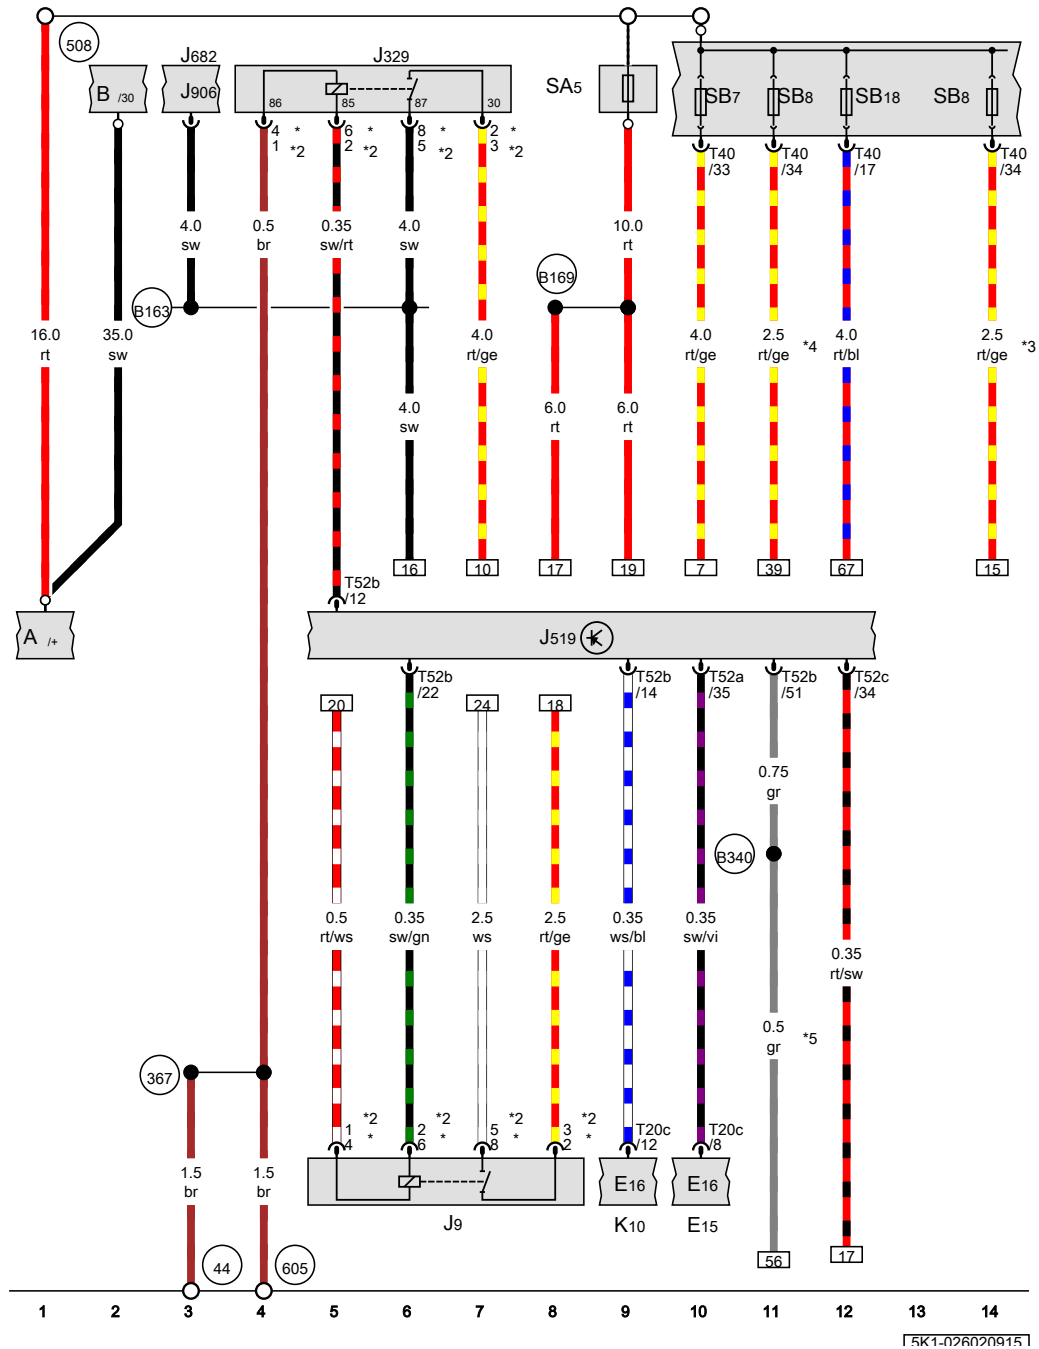 508
J682
J329
B /30
J906
86
85
87
30
SA5
SB7
SB8
SB18
SB8
4 *
1 *2
6 *
2 *2
8 *
5 *2
2 *
3 *2
T40
/33
T40
/34
T40
/17
T40
/34
4.0
sw
0.5
br
0.35
sw/rt
4.0
sw
10.0
rt
B169
B163
16.0
rt
35.0
sw
4.0
rt/ge
4.0
rt/ge
2.5
rt/ge
*4
4.0
rt/bl
2.5
rt/ge
*3
4.0
sw
6.0
rt
6.0
rt
16
10
17
19
7
39
67
15
T52b
/12
A /+
J519
T52b
/22
T52b
/14
T52a
/35
T52b
/51
T52c
/34
20
24
18
0.75
gr
B340
0.5
rt/ws
0.35
sw/gn
2.5
ws
2.5
rt/ge
0.35
ws/bl
0.35
sw/vi
0.35
rt/sw
0.5
gr
*5
367
1 *2
4 *
2 *2
6 *
5 *2
8 *
3 *2
2 *
T20c
/12
T20c
/8
1.5
br
1.5
br
E16
E16
J9
K10
E15
44
605
56
17
1
2
3
4
5
6
7
8
9
10
11
12
13
14
5K1-026020915